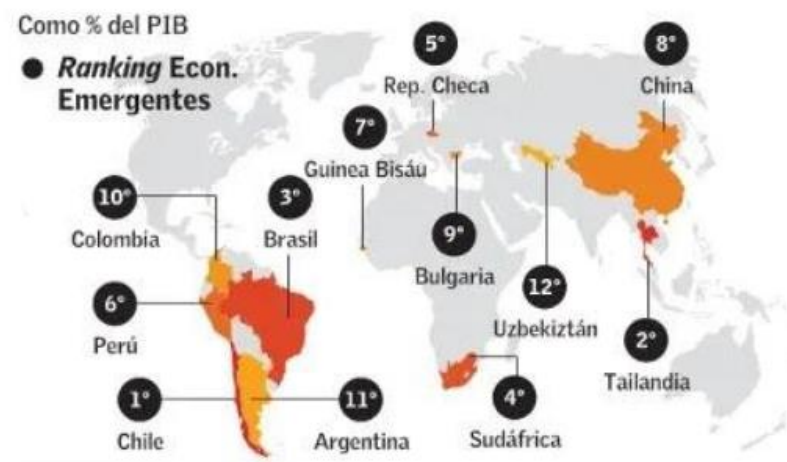 Como % del PIB
Ranking Econ.
Emergentes
5°
Rep. Checa
8°
China
7°
Guinea Bisáu
10°
Colombia
3°
Brasil
9°
Bulgaria
12°
Uzbekiztán
6°
Perú
2°
Tailandia
1°
Chile
11°
Argentina
4°
Sudáfrica